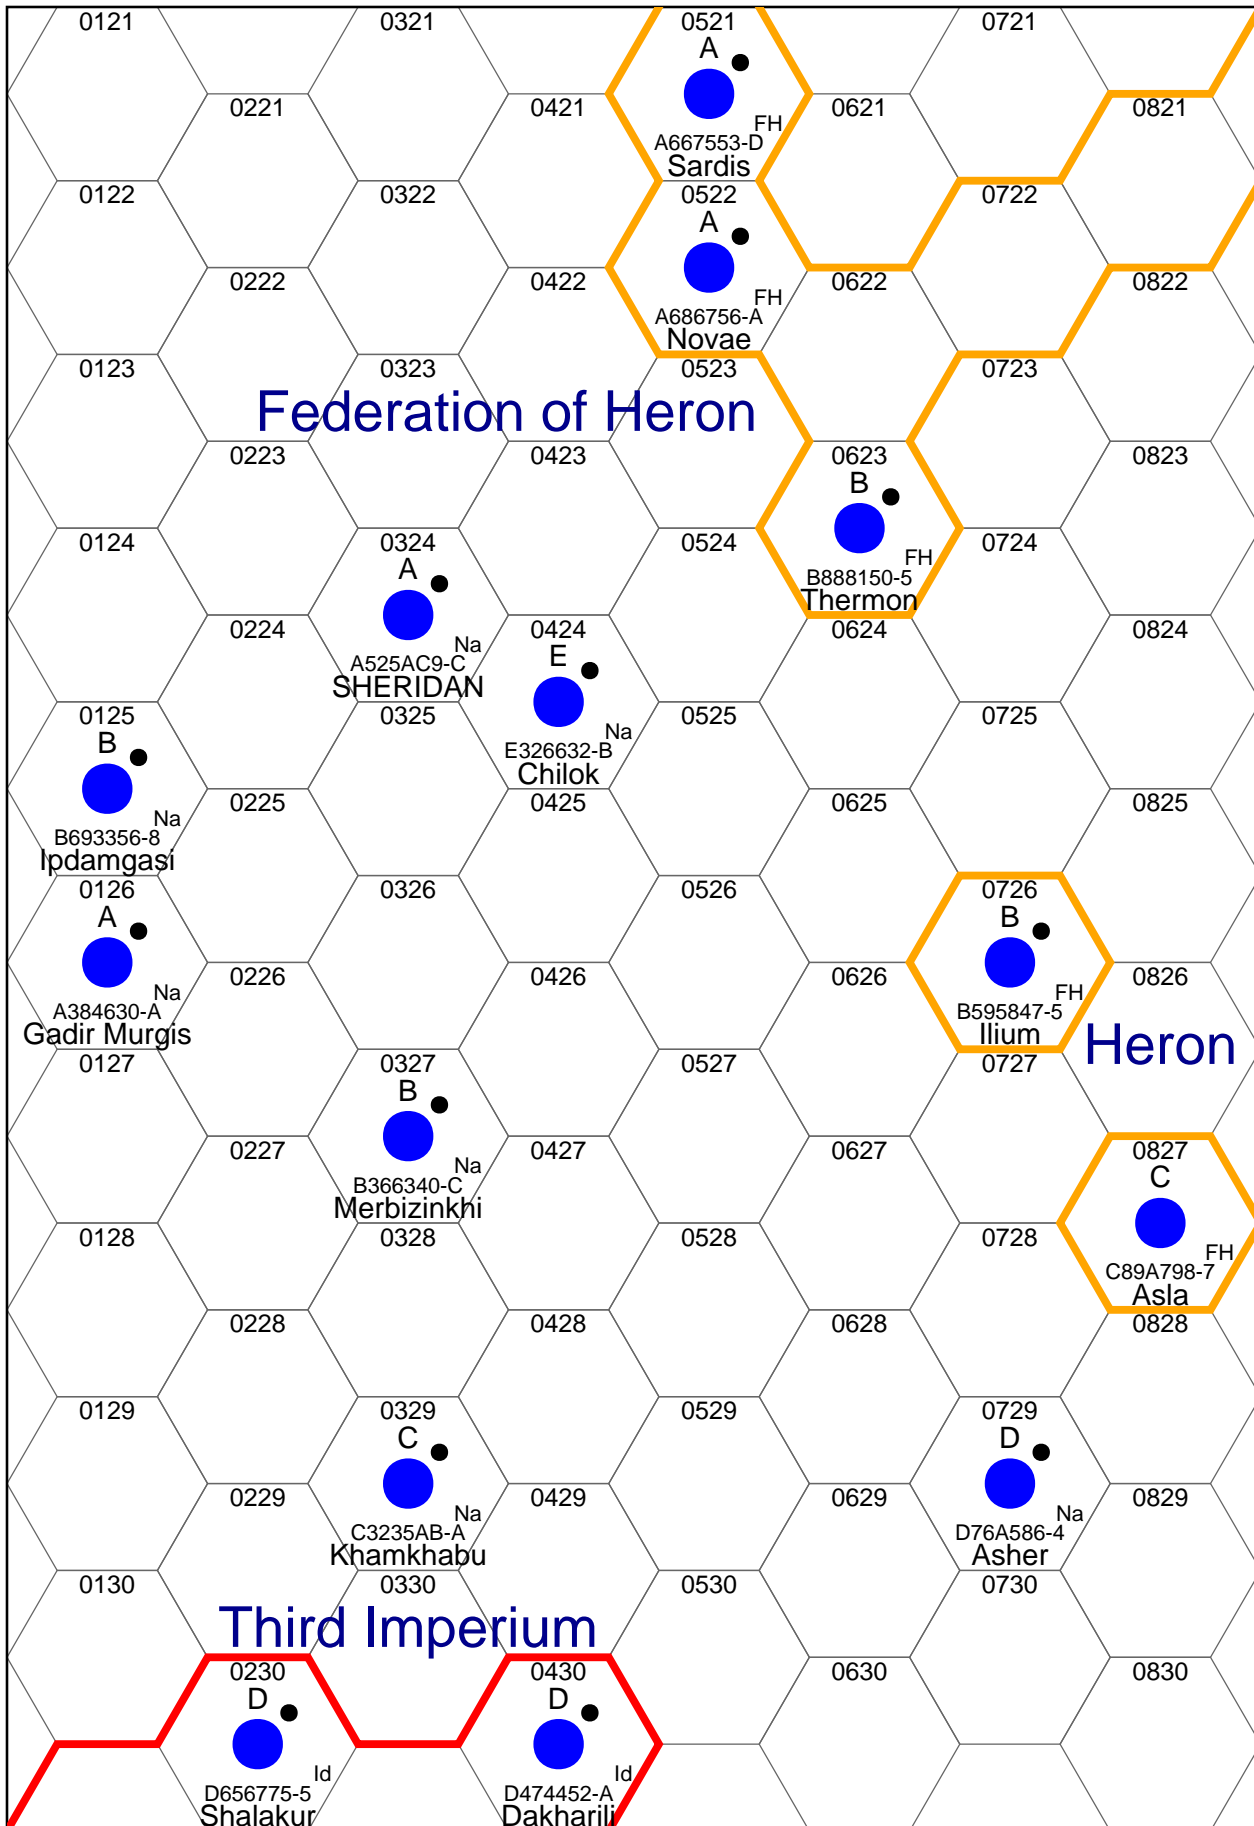 0121
0321
0521
0721
A
0221
0421
0621
0821
FH
A667553-D
Sardis
0122
0322
0522
0722
A
0222
0422
0622
0822
FH
A686756-A
Novae
0123
0323
0523
0723
Federation of Heron
0223
0423
0623
0823
B
0124
0324
0524
0724
A
FH
B888150-5
Thermon
0224
0424
0624
0824
Na
E
A525AC9-C
SHERIDAN
0125
0325
0525
0725
B
Na
E326632-B
Chilok
0225
0425
0625
0825
Na
B693356-8
Ipdamgasi
0126
0326
0526
0726
A
B
0226
0426
0626
0826
Na
FH
A384630-A
B595847-5
Gadir Murgis
Ilium
Heron
0127
0327
0527
0727
B
0227
0427
0627
0827
Na
C
B366340-C
Merbizinkhi
0128
0328
0528
0728
FH
C89A798-7
Asla
0228
0428
0628
0828
0129
0329
0529
0729
C
D
0229
0429
0629
0829
Na
Na
C3235AB-A
D76A586-4
Khamkhabu
Asher
0130
0330
0530
0730
Third Imperium
0230
0430
0630
0830
D
D
Id
Id
D656775-5
D474452-A
Shalakur
Dakharili